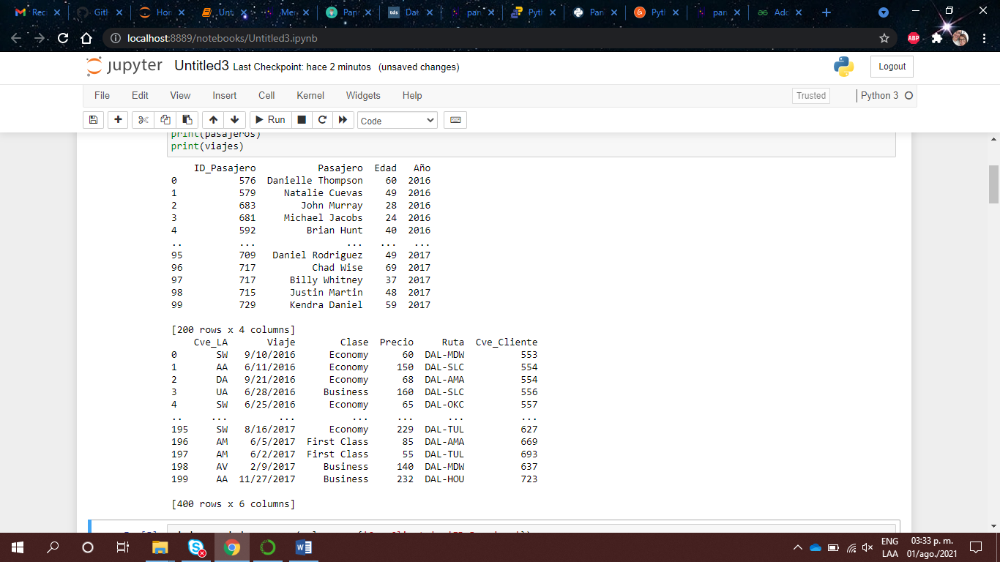 Rec GitH Hor Unt Mer Pan Dat pan Pyth Pan Pytl pan Add
localhost:8889/notebooks/Untitled3.ipynb ABP
jupyter Untitled3 Last Checkpoint: hace 2 minutos (unsaved changes) Logout
File Edit View Insert Cell Kernel Widgets Help Trusted Python 3
Run Code
print(pasajeros)
print(viajes)
ID_Pasajero Pasajero Edad Año
0 576 Danielle Thompson 60 2016
1 579 Natalie Cuevas 49 2016
2 683 John Murray 28 2016
3 681 Michael Jacobs 24 2016
4 592 Brian Hunt 40 2016
.. ... ... ... ...
95 709 Daniel Rodriguez 49 2017
96 717 Chad Wise 69 2017
97 717 Billy Whitney 37 2017
98 715 Justin Martin 48 2017
99 729 Kendra Daniel 59 2017
[200 rows x 4 columns]
Cve_LA Viaje Clase Precio Ruta Cve_Cliente
0 SW 9/10/2016 Economy 60 DAL-MDW 553
1 AA 6/11/2016 Economy 150 DAL-SLC 554
2 DA 9/21/2016 Economy 68 DAL-AMA 554
3 UA 6/28/2016 Business 160 DAL-SLC 556
4 SW 6/25/2016 Economy 65 DAL-OKC 557
.. ... ... ... ... ... ...
195 SW 8/16/2017 Economy 229 DAL-TUL 627
196 AM 6/5/2017 First Class 85 DAL-AMA 669
197 AM 6/2/2017 First Class 55 DAL-TUL 693
198 AV 2/9/2017 Business 140 DAL-MDW 637
199 AA 11/27/2017 Business 232 DAL-HOU 723
[400 rows x 6 columns]
ENG 03:33 p. m.
LAA 01/ago./2021